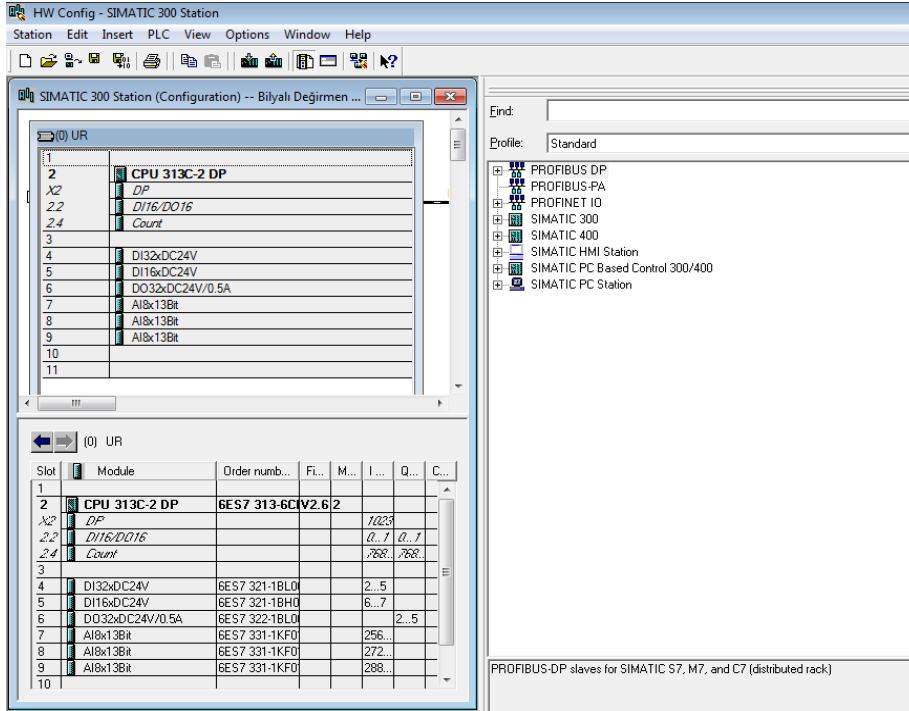 HW Config - SIMATIC 300 Station
Station Edit Insert PLC View Options Window Help
SIMATIC 300 Station (Configuration) -- Bilyalı Değirmen ...
(0) UR
1
2 CPU 313C-2 DP
X2 DP
2.2 DI16/DO16
2.4 Count
3
4 DI32xDC24V
5 DI16xDC24V
6 DO32xDC24V/0.5A
7 AI8x13Bit
8 AI8x13Bit
9 AI8x13Bit
10
11
(0) UR
Slot Module Order numb... Fi... M... I ... Q... C...
1
2 CPU 313C-2 DP 6ES7 313-6C V2.6 2
X2 DP 1023
2.2 DI16/DO16 0...1 0...1
2.4 Count 768... 768...
3
4 DI32xDC24V 6ES7 321-1BL0 2...5
5 DI16xDC24V 6ES7 321-1BH0 6...7
6 DO32xDC24V/0.5A 6ES7 322-1BL0 2...5
7 AI8x13Bit 6ES7 331-1KF0 256...
8 AI8x13Bit 6ES7 331-1KF0 272...
9 AI8x13Bit 6ES7 331-1KF0 288...
10
Find:
Profile: Standard
PROFIBUS DP
PROFIBUS-PA
PROFINET IO
SIMATIC 300
SIMATIC 400
SIMATIC HMI Station
SIMATIC PC Based Control 300/400
SIMATIC PC Station
PROFIBUS-DP slaves for SIMATIC S7, M7, and C7 (distributed rack)